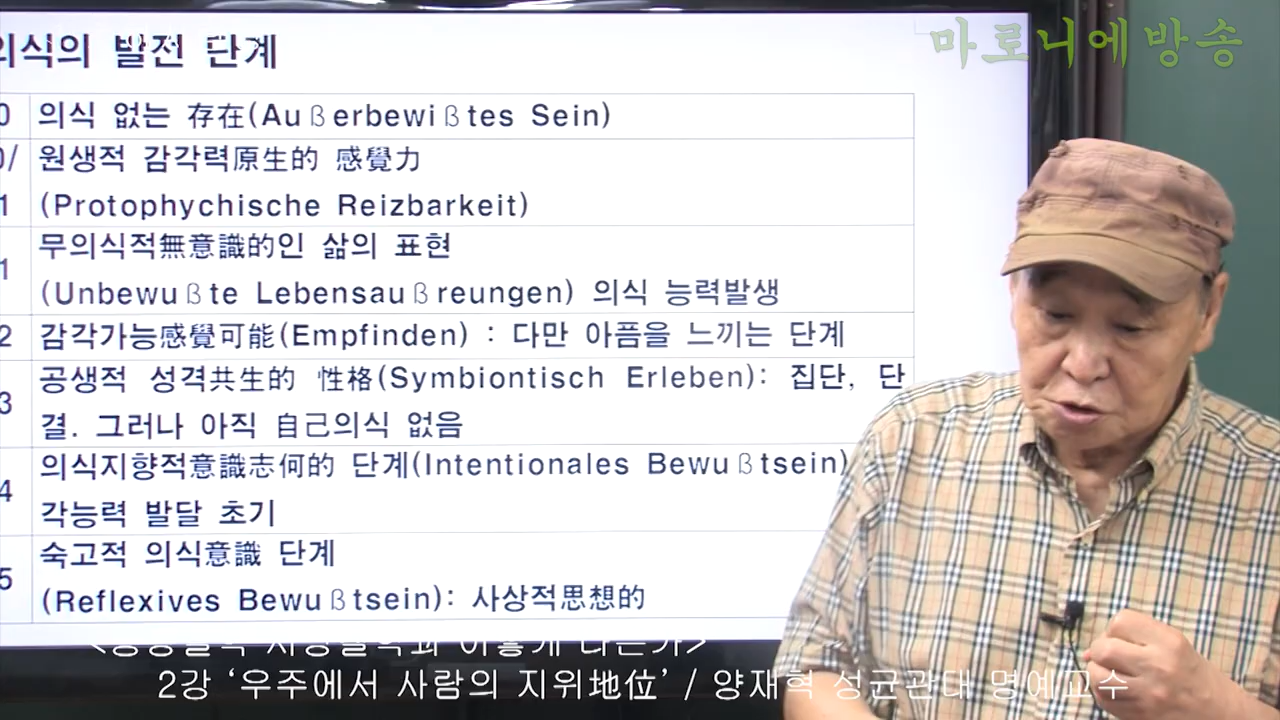 의식의 발전 단계
마로니에방송
0 의식 없는 存在(Außerbewißtes Sein)
0/ 원생적 감각력原生的 感覺力
1 (Protophychische Reizbarkeit)
1 무의식적無意識的인 삶의 표현
(Unbewußte Lebensaußreungen) 의식 능력발생
2 감각가능感覺可能(Empfinden) : 다만 아픔을 느끼는 단계
3 공생적 성격共生的 性格(Symbiontisch Erleben): 집단, 단
결. 그러나 아직 自己의식 없음
4 의식지향적意識志何的 단계(Intentionales Bewußtsein)
각능력 발달 초기
5 숙고적 의식意識 단계
(Reflexives Bewußtsein): 사상적思想的
2강 ‘우주에서 사람의 지위地位’ / 양재혁 성균관대 명예교수